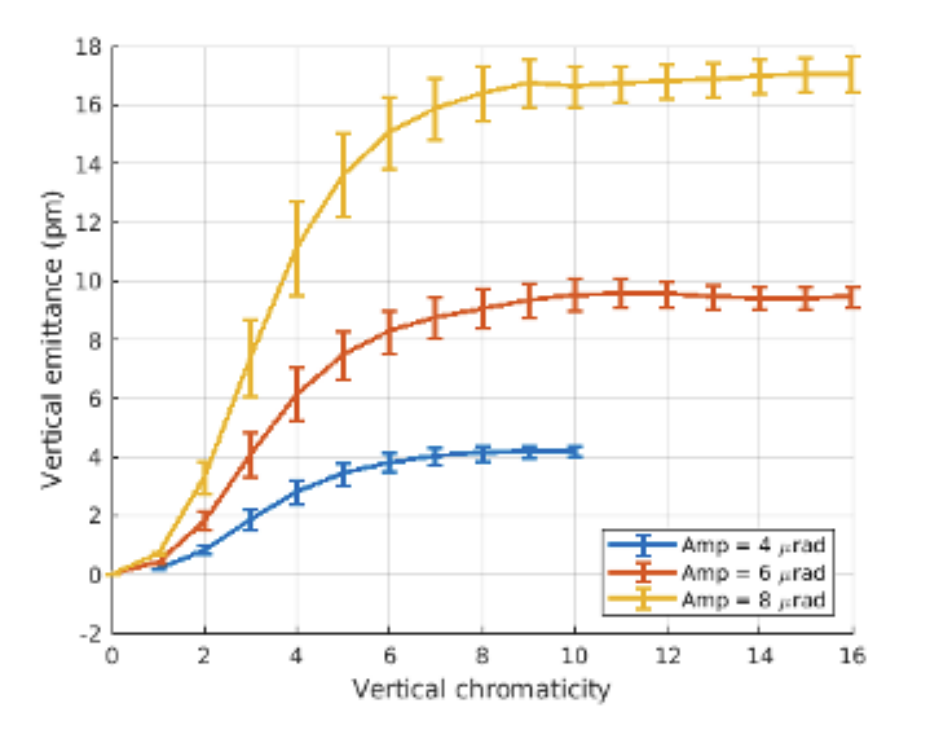 18
16
14
12
10
8
6
4
2
0
-2
Vertical emittance (pm)
Amp = 4 μrad
Amp = 6 μrad
Amp = 8 μrad
0 2 4 6 8 10 12 14 16
Vertical chromaticity